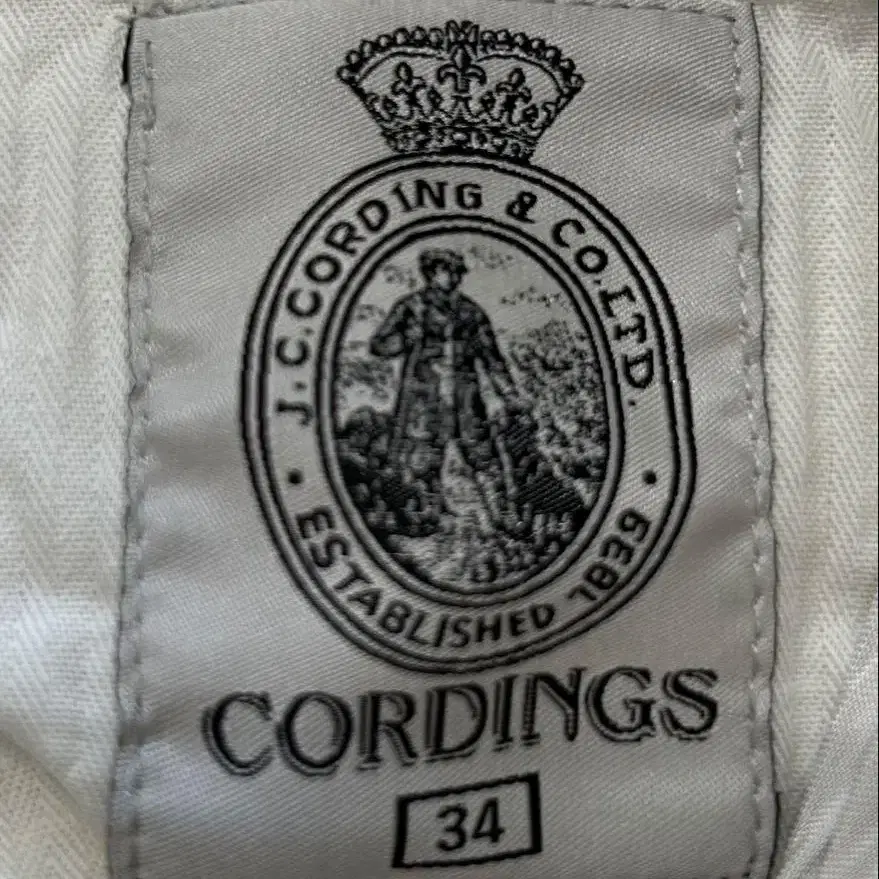 J.C.CORDING & CO.LTD.
ESTABLISHED 1839
CORDINGS
34